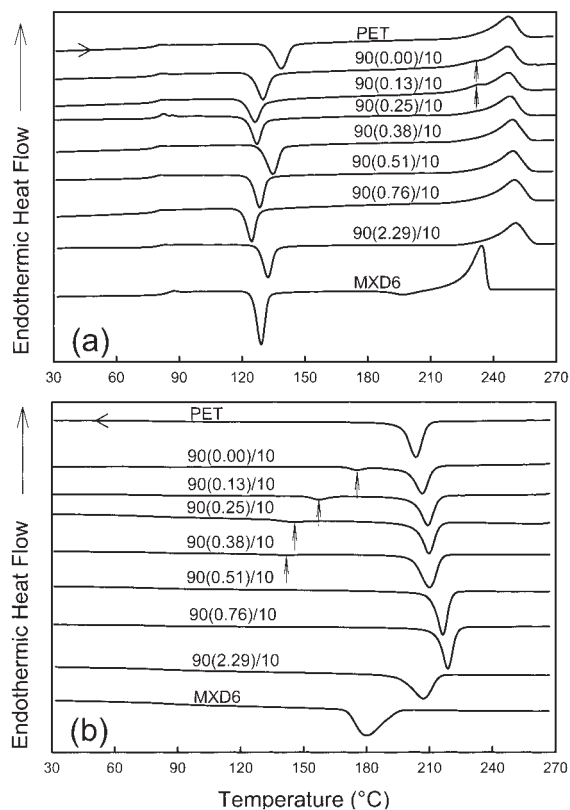 Endothermic Heat Flow
PET
90(0.00)/10
90(0.13)/10
90(0.25)/10
90(0.38)/10
90(0.51)/10
90(0.76)/10
90(2.29)/10
MXD6
(a)
30 60 90 120 150 180 210 240 270
Endothermic Heat Flow
PET
90(0.00)/10
90(0.13)/10
90(0.25)/10
90(0.38)/10
90(0.51)/10
90(0.76)/10
90(2.29)/10
MXD6
(b)
30 60 90 120 150 180 210 240 270
Temperature (°C)